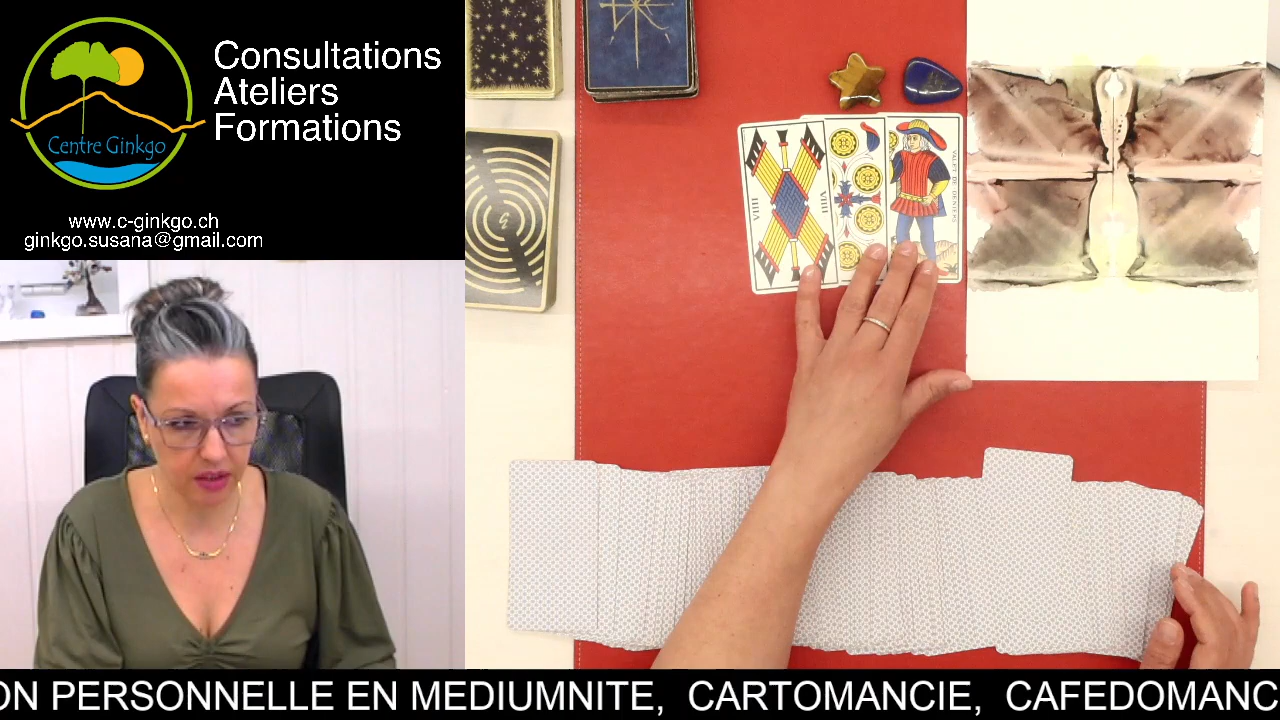 Consultations
Ateliers
Formations
Centre Ginkgo
www.c-ginkgo.ch
ginkgo.susana@gmail.com
VIIII
VIIII
VALET DE DENIERS
ON PERSONNELLE EN MEDIUMNITE, CARTOMANCIE, CAFEDOMANC